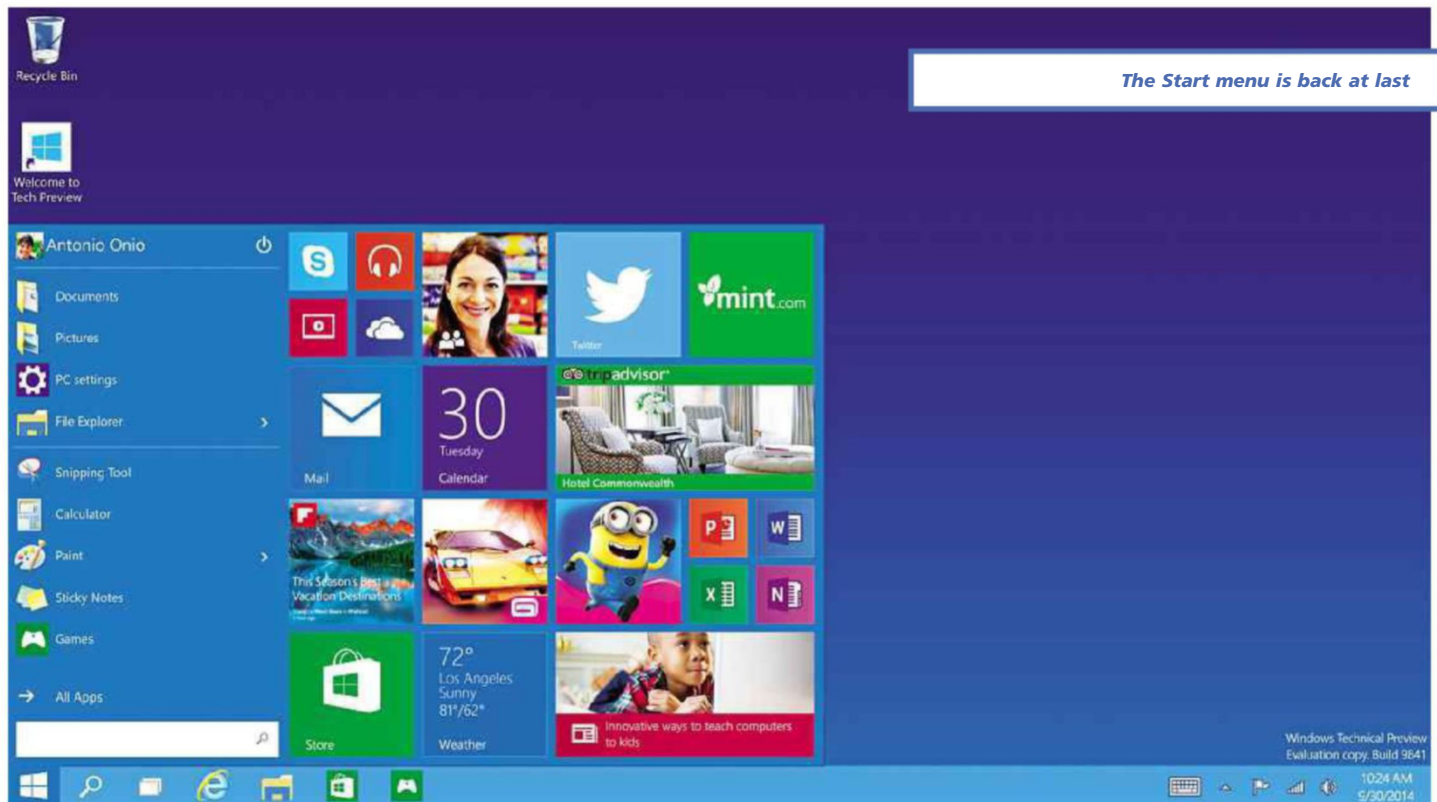 Recycle Bin
The Start menu is back at last
Welcome to
Tech Preview
Antonio Onio
Documents
Pictures
PC settings
File Explorer
Snipping Tool
Calculator
Paint
Sticky Notes
Games
All Apps
S
Twitter
mint.com
Mail
30
Tuesday
Calendar
tripadvisor
Hotel Commonwealth
This Season's Best
Vacation Destinations
P
W
X
N
Store
72°
Los Angeles
Sunny
81°/62°
Weather
Innovative ways to teach computers
to kids
Windows Technical Preview
Evaluation copy. Build 9841
10:24 AM
9/30/2014